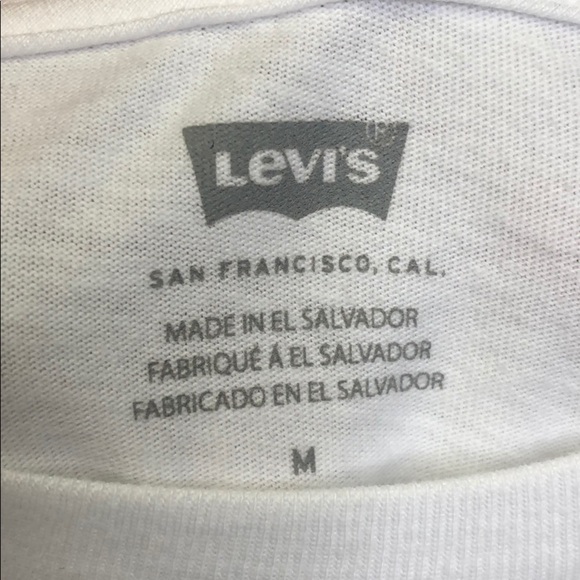 Levi's®
SAN FRANCISCO, CAL.
MADE IN EL SALVADOR
FABRIQUÉ Á EL SALVADOR
FABRICADO EN EL SALVADOR
M